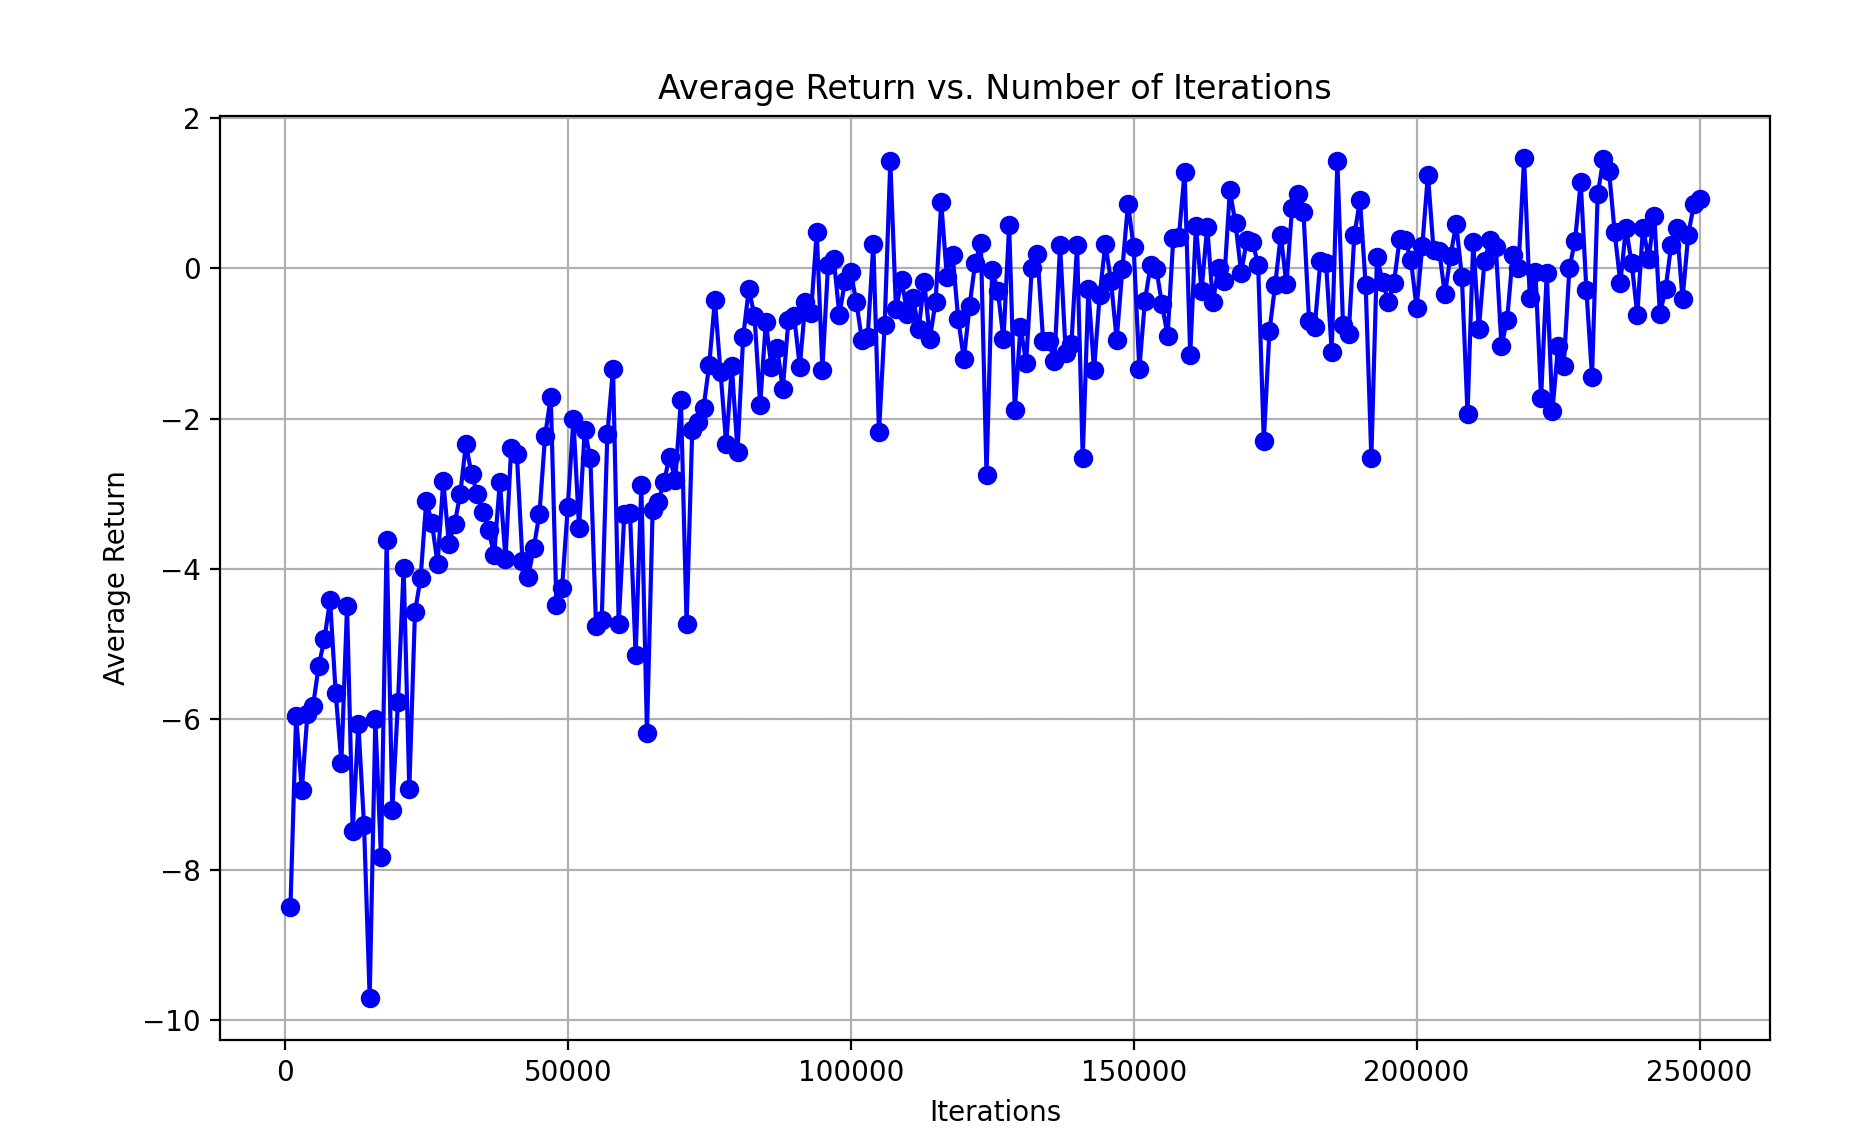 Average Return vs. Number of Iterations
2
0
−2
−4
−6
−8
−10
Average Return
0 50000 100000 150000 200000 250000
Iterations